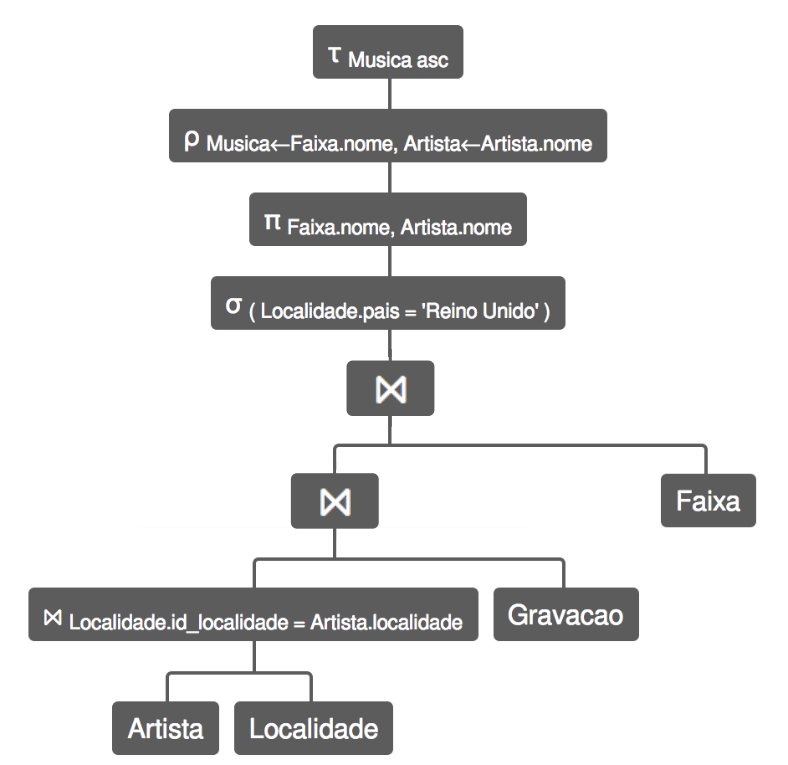 τ Musica asc
ρ Musica←Faixa.nome, Artista←Artista.nome
π Faixa.nome, Artista.nome
σ ( Localidade.pais = 'Reino Unido' )
⋈
⋈
Faixa
⋈ Localidade.id_localidade = Artista.localidade
Gravacao
Artista
Localidade